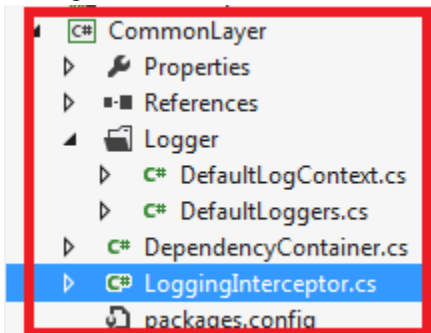 C# CommonLayer
Properties
References
Logger
C# DefaultLogContext.cs
C# DefaultLoggers.cs
C# DependencyContainer.cs
C# LoggingInterceptor.cs
packages.config